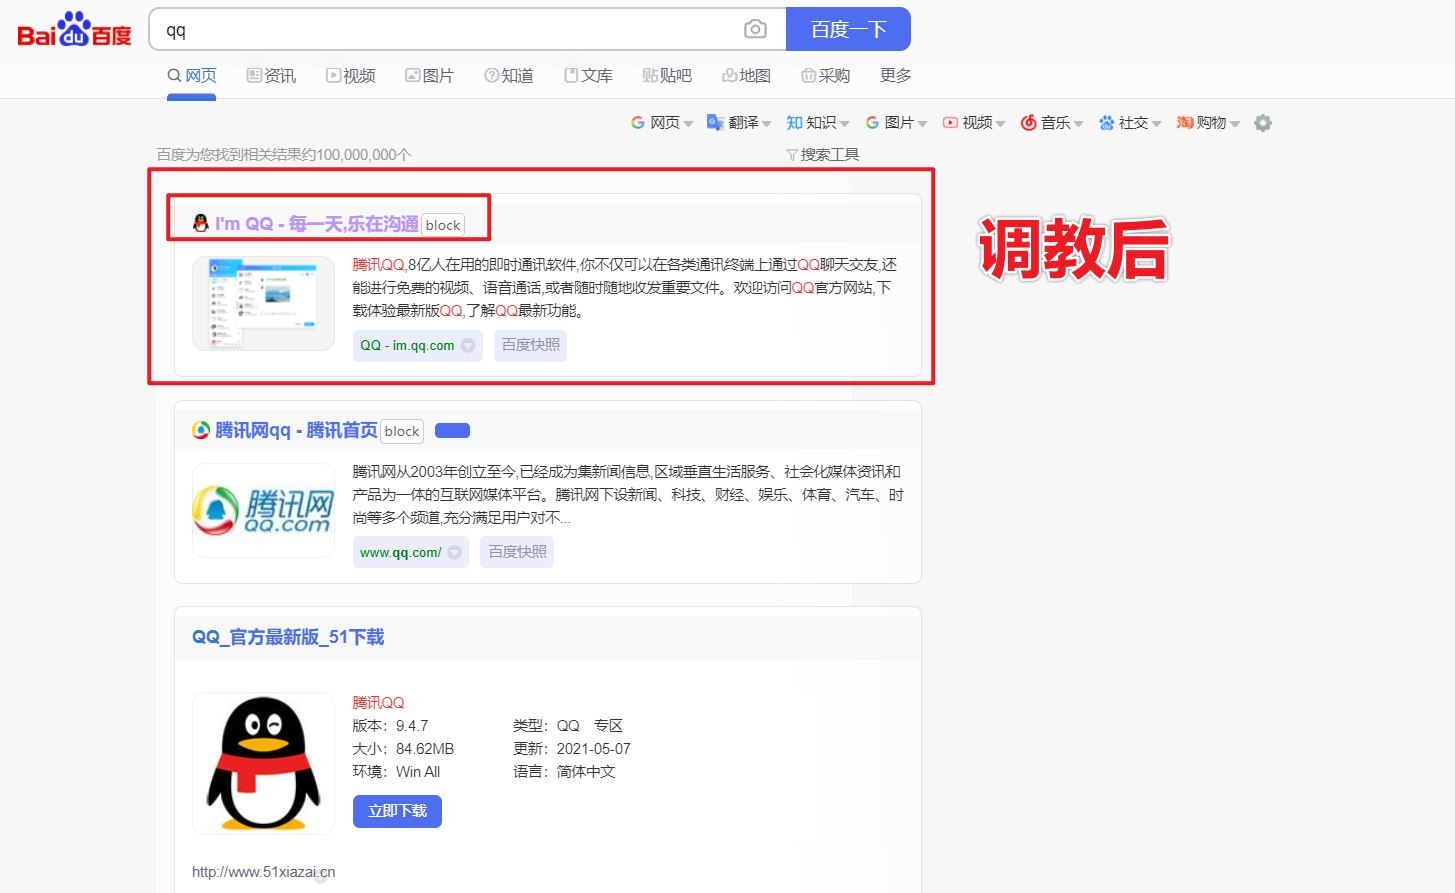 Bai du 百度
qq
百度一下
网页 资讯 视频 图片 知道 文库 贴吧 地图 采购 更多
网页 翻译 知识 图片 视频 音乐 社交 购物
百度为您找到相关结果约100,000,000个
搜索工具
I'm QQ - 每一天,乐在沟通 block
调教后
腾讯QQ,8亿人在用的即时通讯软件,你不仅可以在各类通讯终端上通过QQ聊天交友,还
能进行免费的视频、语音通话,或者随时随地收发重要文件。欢迎访问QQ官方网站,下
载体验最新版QQ,了解QQ最新功能。
QQ - im.qq.com 百度快照
腾讯网qq - 腾讯首页 block
腾讯网从2003年创立至今,已经成为集新闻信息,区域垂直生活服务、社会化媒体资讯和
产品为一体的互联网媒体平台。腾讯网下设新闻、科技、财经、娱乐、体育、汽车、时
尚等多个频道,充分满足用户对不...
腾讯网
QQ.com
www.qq.com/ 百度快照
QQ_官方最新版_51下载
腾讯QQ
版本：9.4.7 类型：QQ 专区
大小：84.62MB 更新：2021-05-07
环境：Win All 语言：简体中文
立即下载
http://www.51xiazai.cn